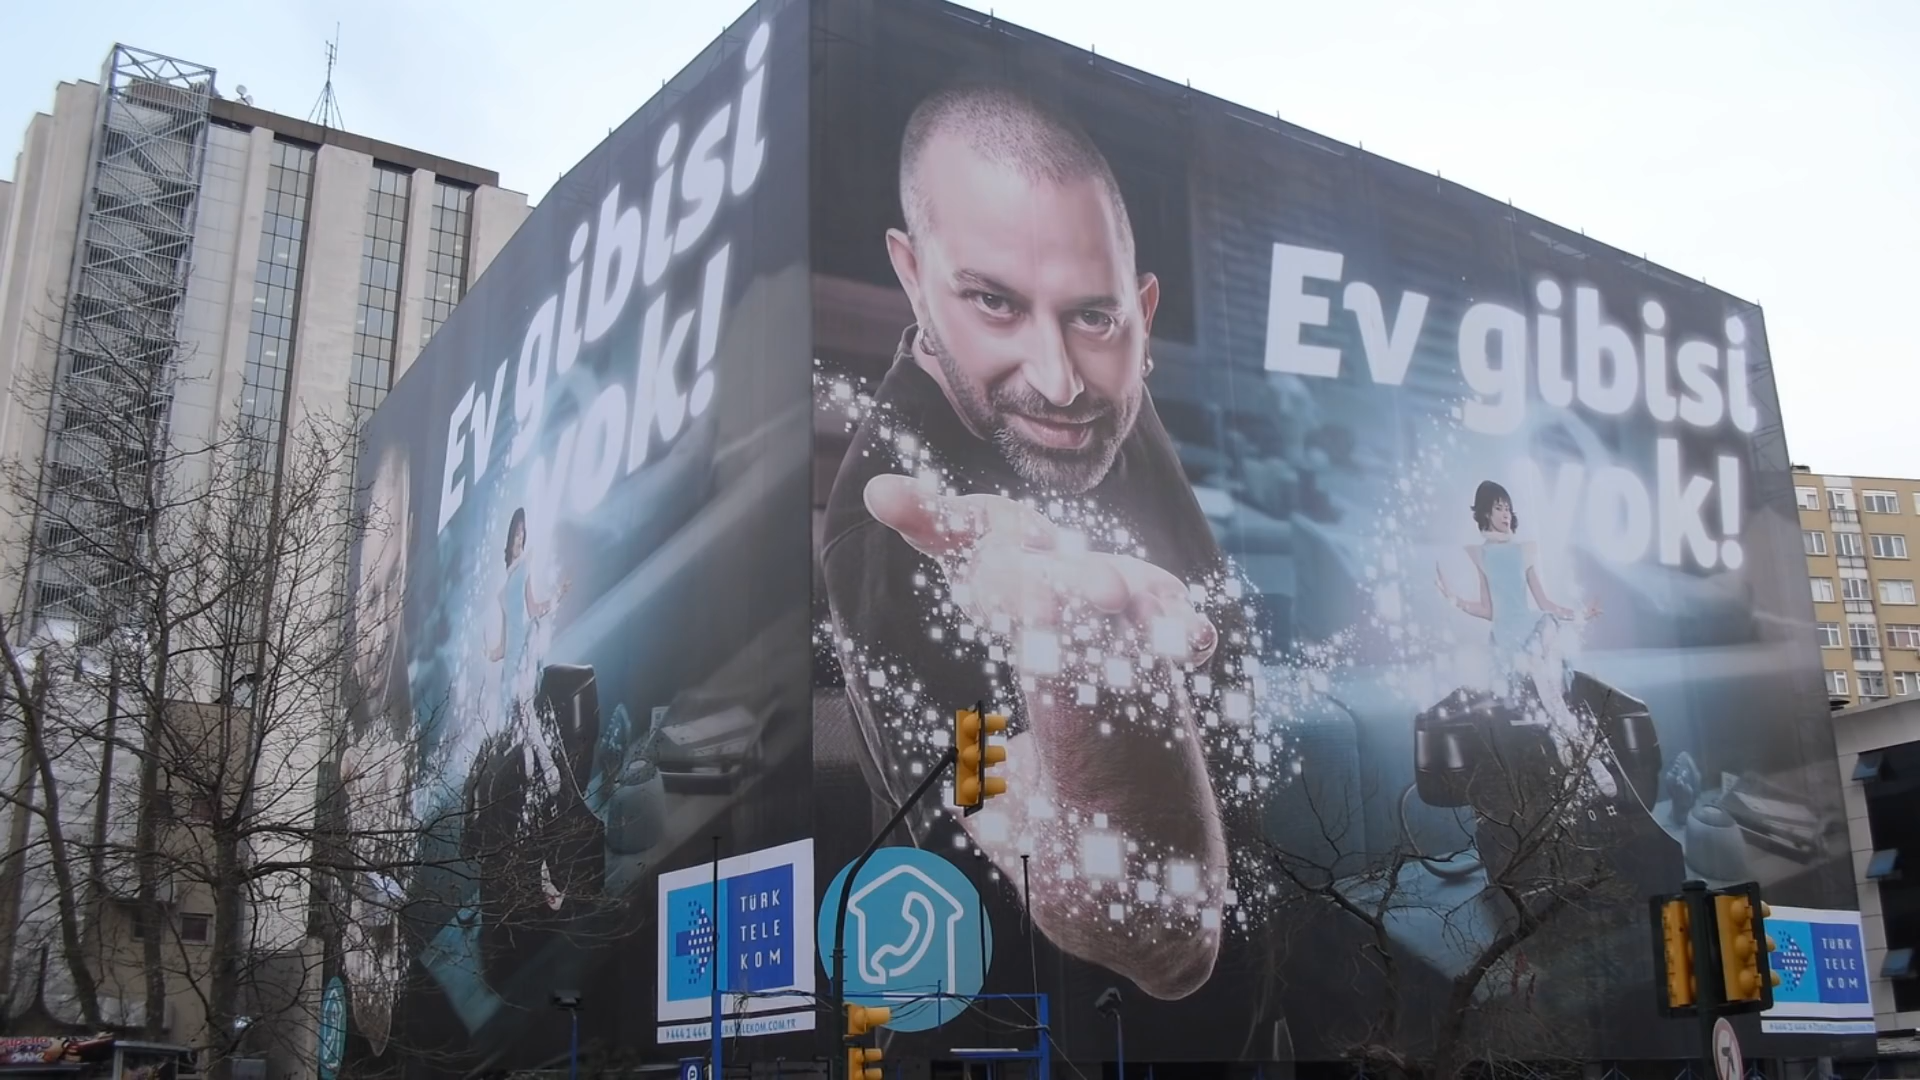 Ev gibisi
yok!
Ev gibisi
yok!
TÜRK
TELE
KOM
TÜRK
TELE
KOM